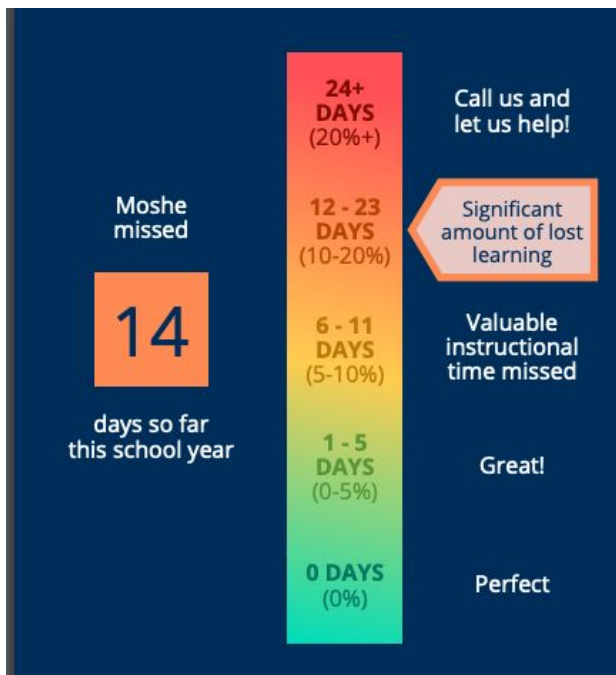 Moshe
missed
14
days so far
this school year
24+
DAYS
(20%+)
Call us and
let us help!
12 - 23
DAYS
(10-20%)
Significant
amount of lost
learning
6 - 11
DAYS
(5-10%)
Valuable
instructional
time missed
1 - 5
DAYS
(0-5%)
Great!
0 DAYS
(0%)
Perfect